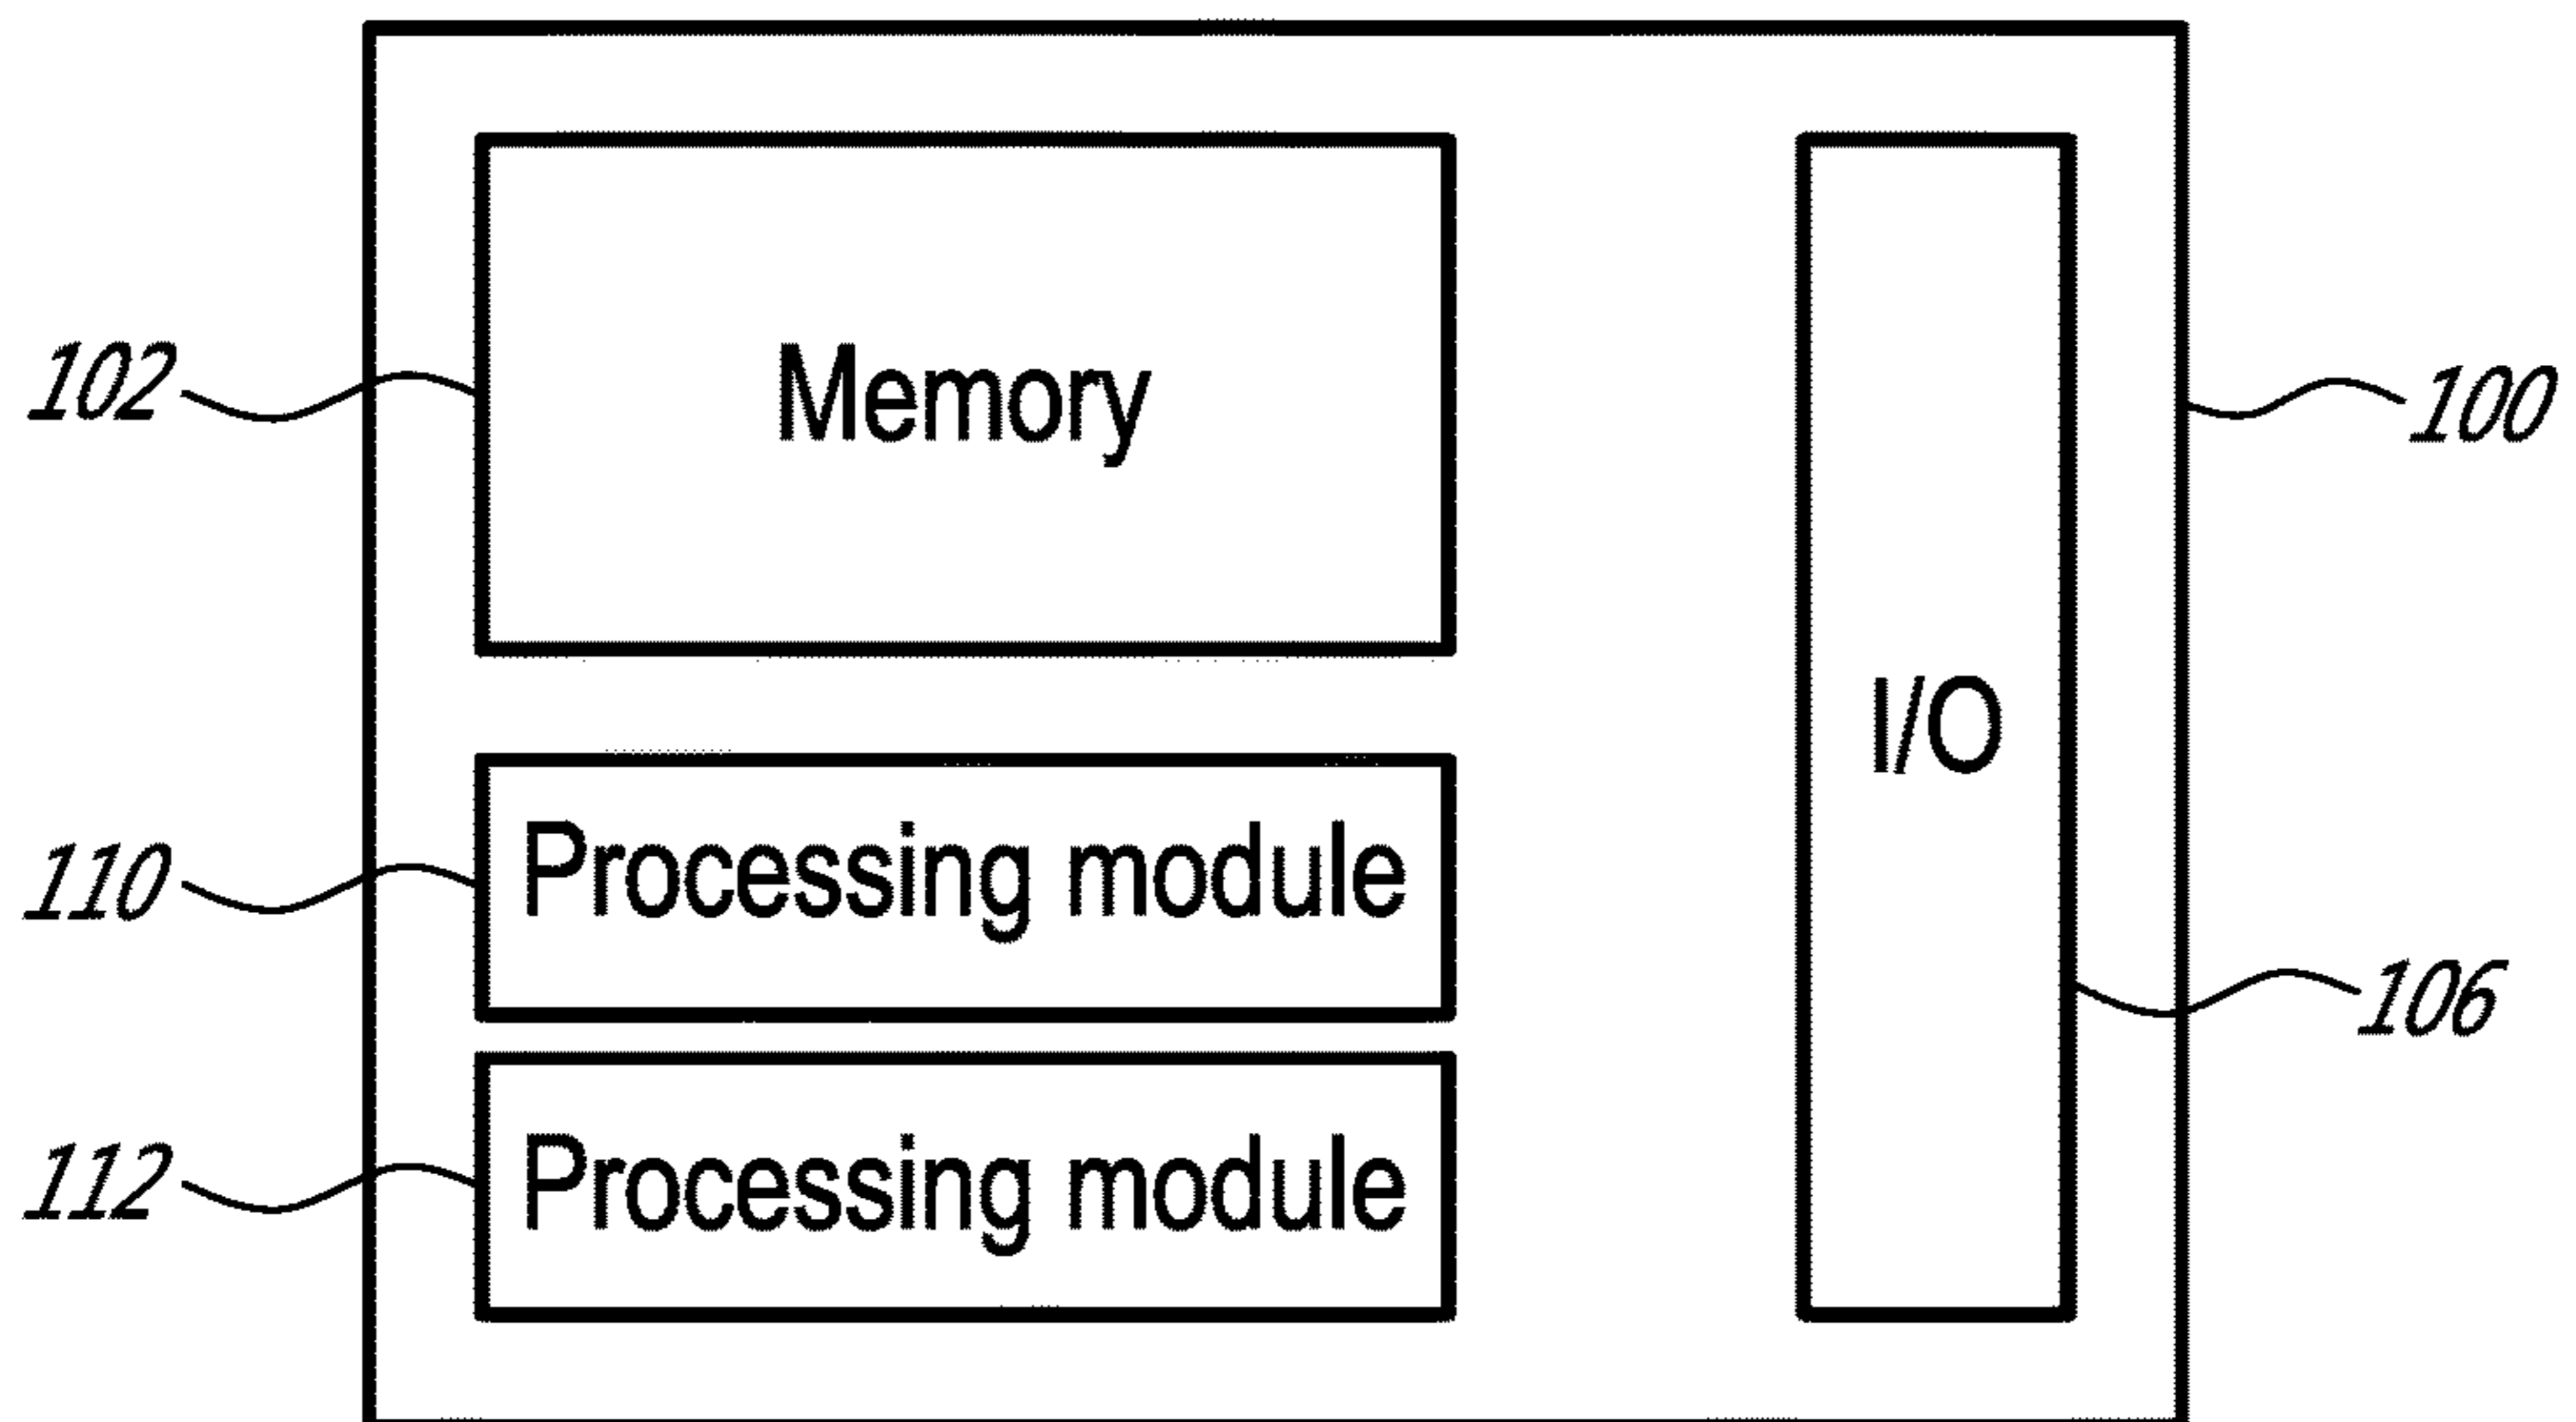 102
Memory
100
I/O
110
Processing module
106
112
Processing module